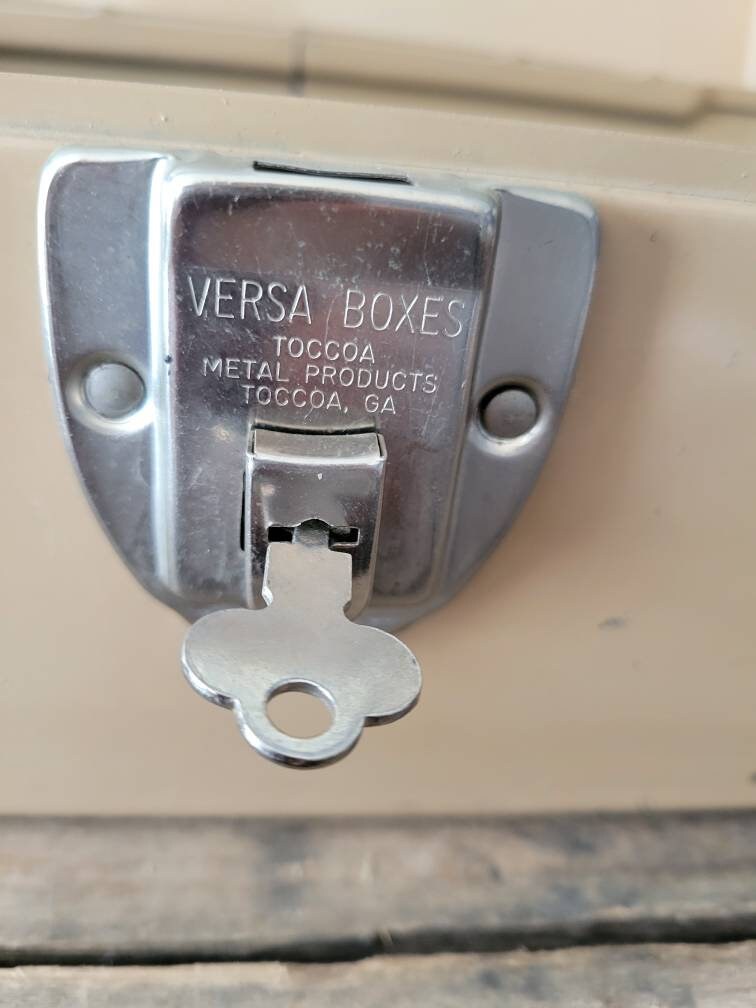 VERSA BOXES
TOCCOA
METAL PRODUCTS
TOCCOA, GA